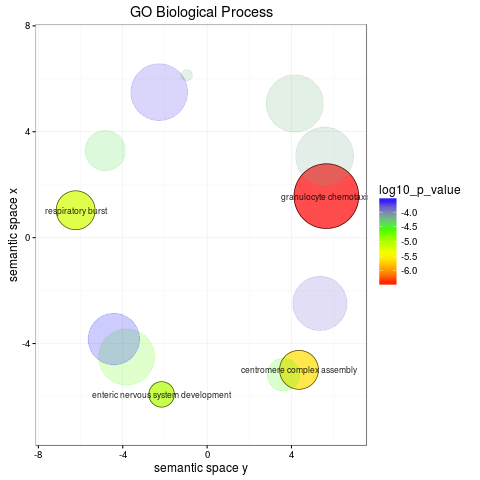 GO Biological Process
8
4
0
-4
semantic space x
-8
-4
0
4
semantic space y
granulocyte chemotaxi
respiratory burst
centromere complex assembly
enteric nervous system development
log10_p_value
-4.0
-4.5
-5.0
-5.5
-6.0